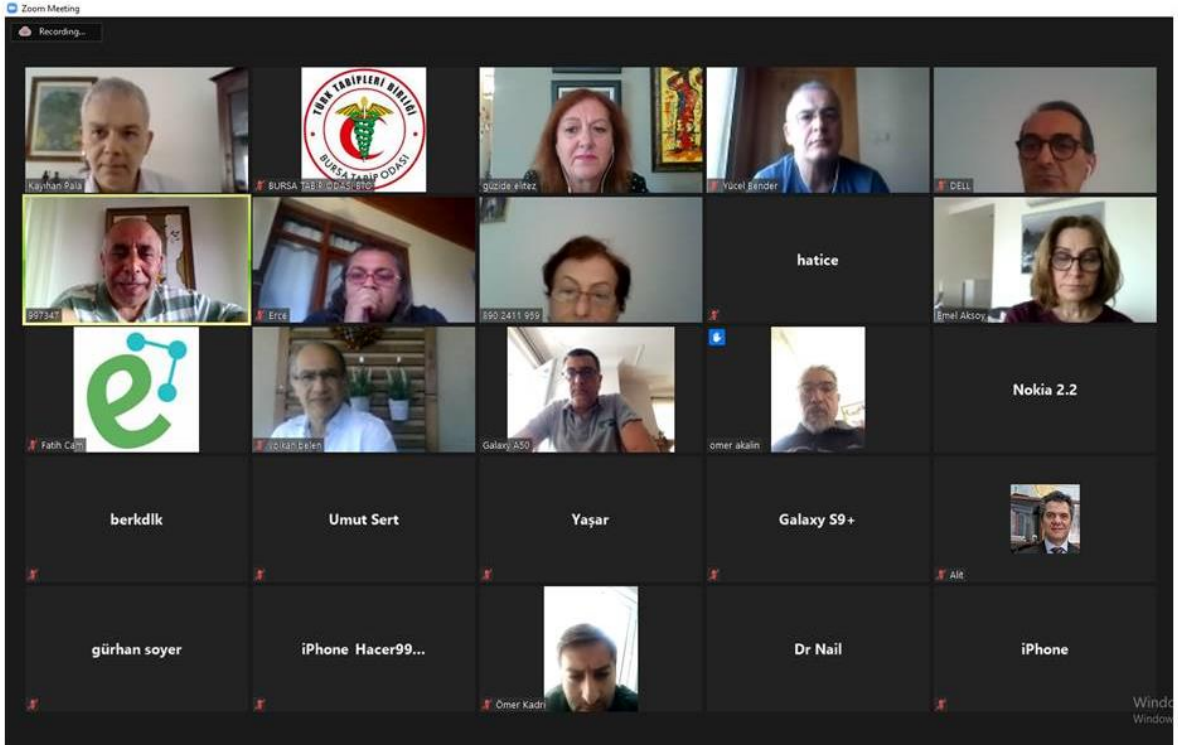 Zoom Meeting
Recording...
Kayıhan Pala
TÜRK TABİPLERİ BİRLİĞİ
BURSA TABİP ODASI
BURSA TABİP ODASI BTO
güzide elitez
Yücel Bender
DELL
997347
Erce
890 2411 959
hatice
Emel Aksoy
e
Fatih Cam
volkan belen
Galaxy A50
omer akalin
Nokia 2.2
berkdlk
Umut Sert
Yaşar
Galaxy S9+
Alit
gürhan soyer
iPhone Hacer99...
Ömer Kadri
Dr Nail
iPhone
Windo
Window